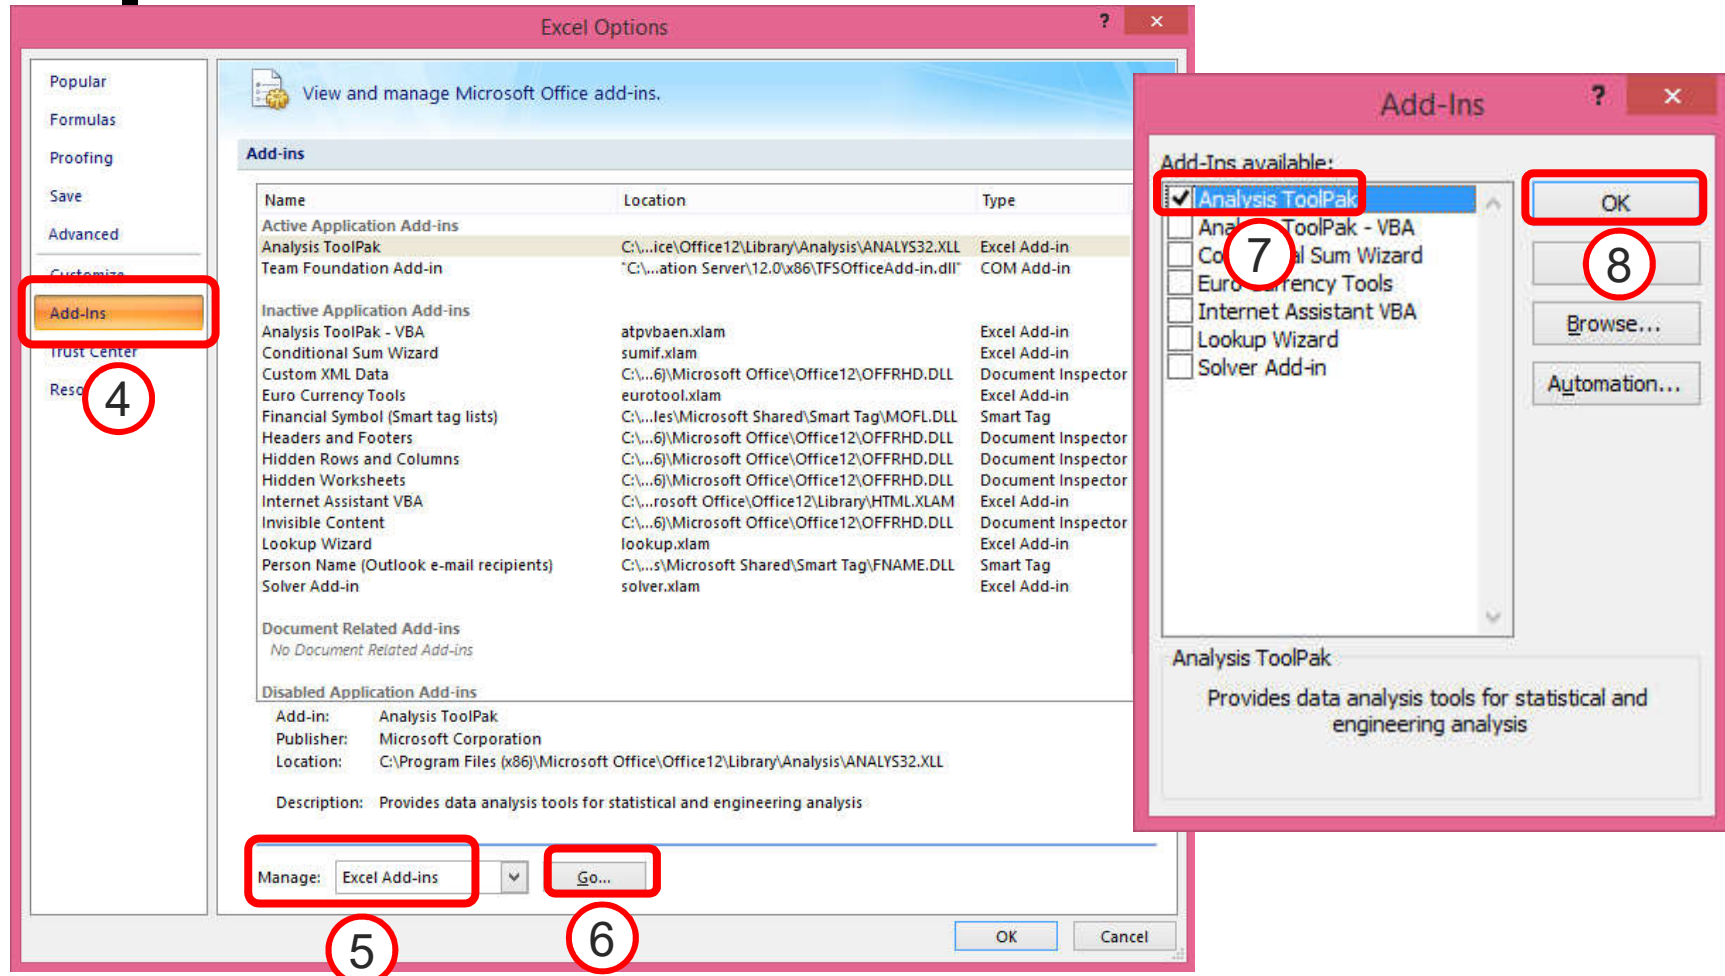 Excel Options
?
×
Popular
Formulas
Proofing
Save
Advanced
Customize
Add-Ins
Trust Center
4
View and manage Microsoft Office add-ins.
Add-ins
Name Location Type
Active Application Add-ins
Analysis ToolPak C:\...ice\Office12\Library\Analysis\ANALYS32.XLL Excel Add-in
Team Foundation Add-in "C:\...ation Server\12.0\x86\TFSOfficeAdd-in.dll" COM Add-in
Inactive Application Add-ins
Analysis ToolPak - VBA atpvbaen.xlam Excel Add-in
Conditional Sum Wizard sumif.xlam Excel Add-in
Custom XML Data C:\...6)\Microsoft Office\Office12\OFFRHD.DLL Document Inspector
Euro Currency Tools eurotool.xlam Excel Add-in
Financial Symbol (Smart tag lists) C:\...les\Microsoft Shared\Smart Tag\MOFL.DLL Smart Tag
Headers and Footers C:\...6)\Microsoft Office\Office12\OFFRHD.DLL Document Inspector
Hidden Rows and Columns C:\...6)\Microsoft Office\Office12\OFFRHD.DLL Document Inspector
Hidden Worksheets C:\...6)\Microsoft Office\Office12\OFFRHD.DLL Document Inspector
Internet Assistant VBA C:\...rosoft Office\Office12\Library\HTML.XLAM Excel Add-in
Invisible Content C:\...6)\Microsoft Office\Office12\OFFRHD.DLL Document Inspector
Lookup Wizard lookup.xlam Excel Add-in
Person Name (Outlook e-mail recipients) C:\...s\Microsoft Shared\Smart Tag\FNAME.DLL Smart Tag
Solver Add-in solver.xlam Excel Add-in
Document Related Add-ins
No Document Related Add-ins
Disabled Application Add-ins
Add-in: Analysis ToolPak
Publisher: Microsoft Corporation
Location: C:\Program Files (x86)\Microsoft Office\Office12\Library\Analysis\ANALYS32.XLL
Description: Provides data analysis tools for statistical and engineering analysis
Manage: Excel Add-ins Go...
5
6
OK Cancel
Add-Ins
?
×
Add-Ins available:
Analysis ToolPak
ToolPak - VBA
Sum Wizard
Euro Currency Tools
Internet Assistant VBA
Lookup Wizard
Solver Add-in
7
OK
8
Browse...
Automation...
Analysis ToolPak
Provides data analysis tools for statistical and
engineering analysis